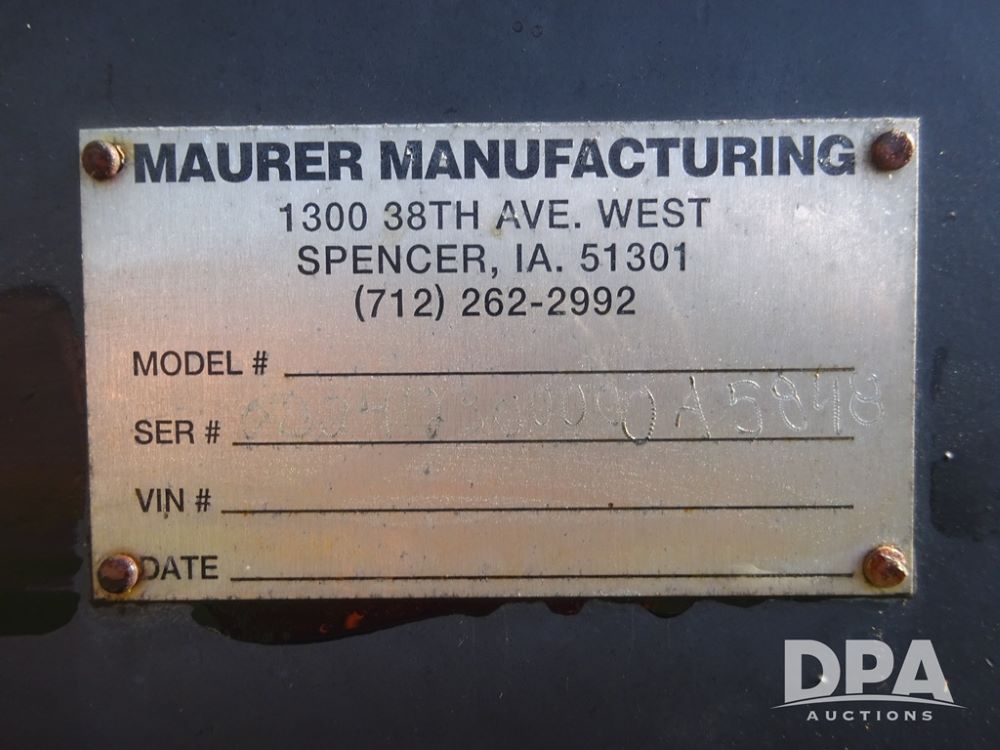 MAURER MANUFACTURING
1300 38TH AVE. WEST
SPENCER, IA. 51301
(712) 262-2992
MODEL #
SER #
VIN #
DATE
DPA
AUCTIONS